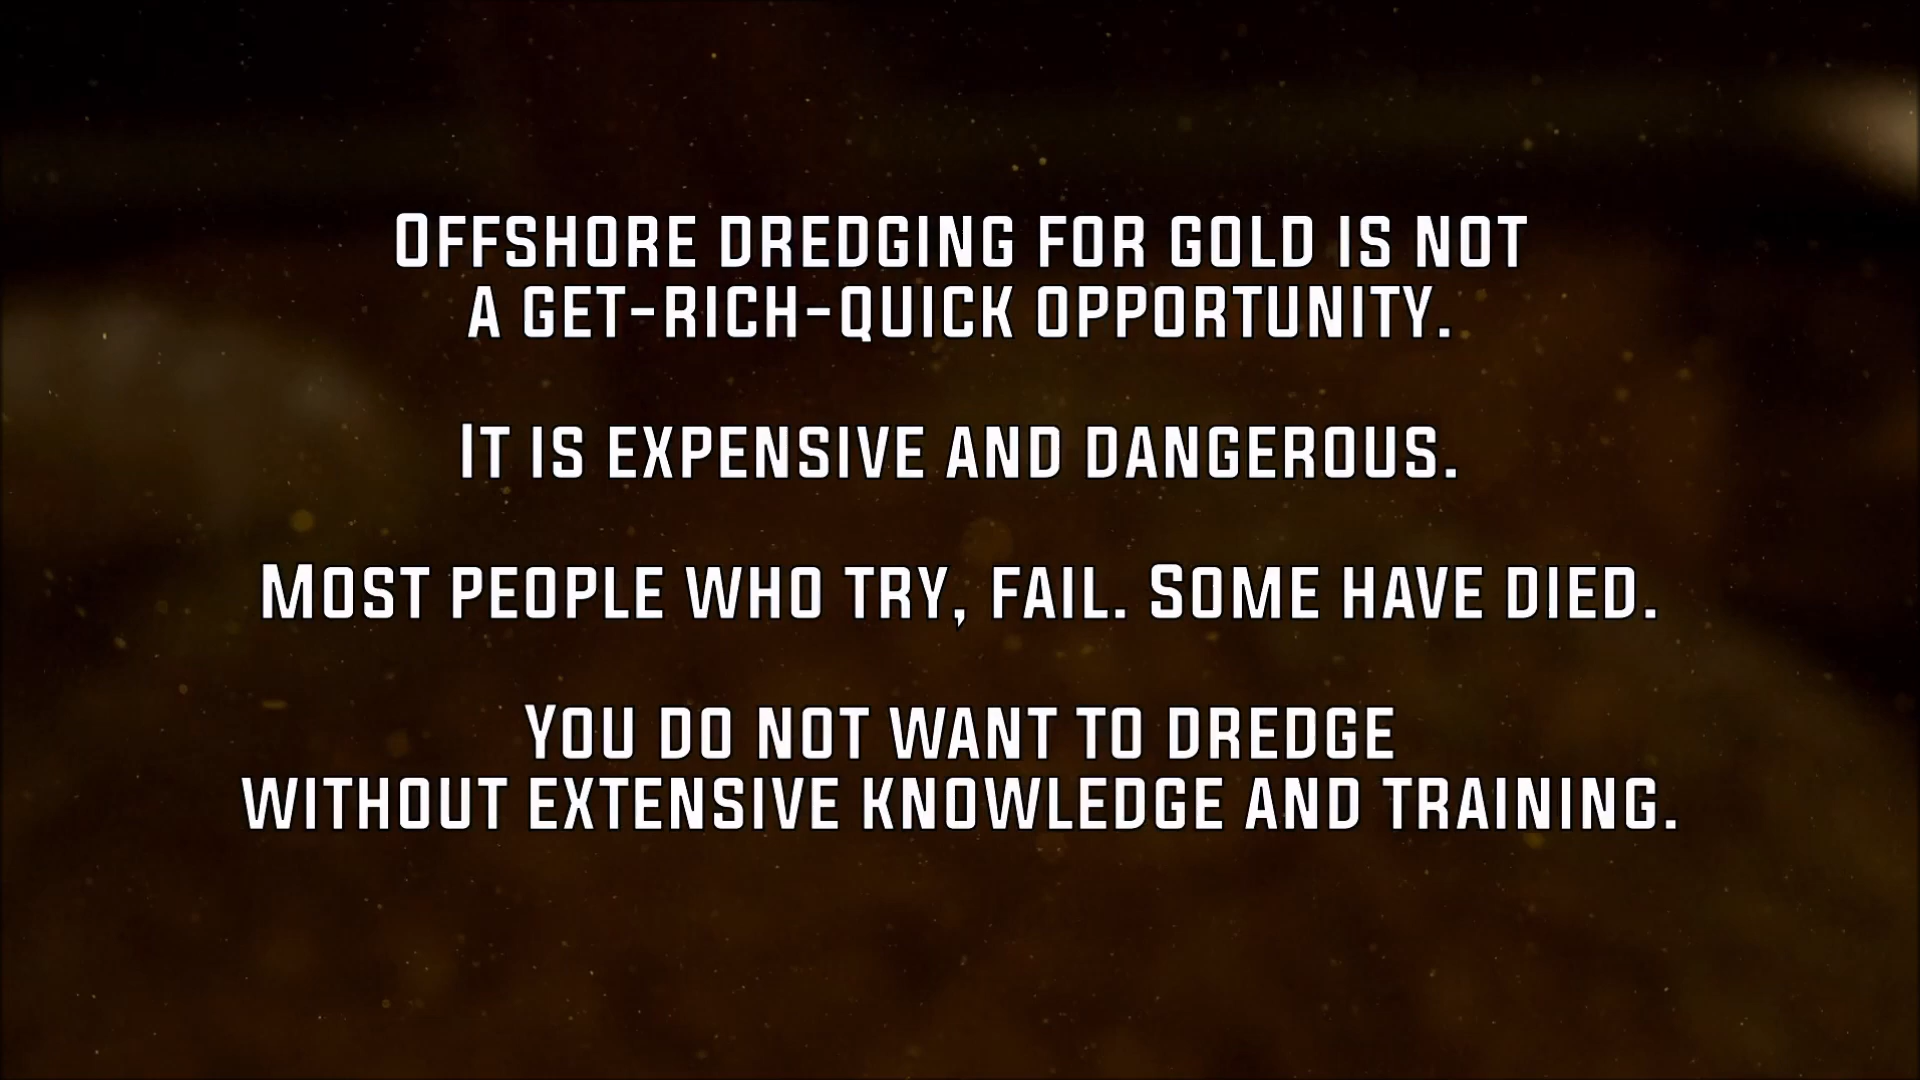 Offshore dredging for gold is not
a get-rich-quick opportunity.
It is expensive and dangerous.
Most people who try, fail. Some have died.
You do not want to dredge
without extensive knowledge and training.